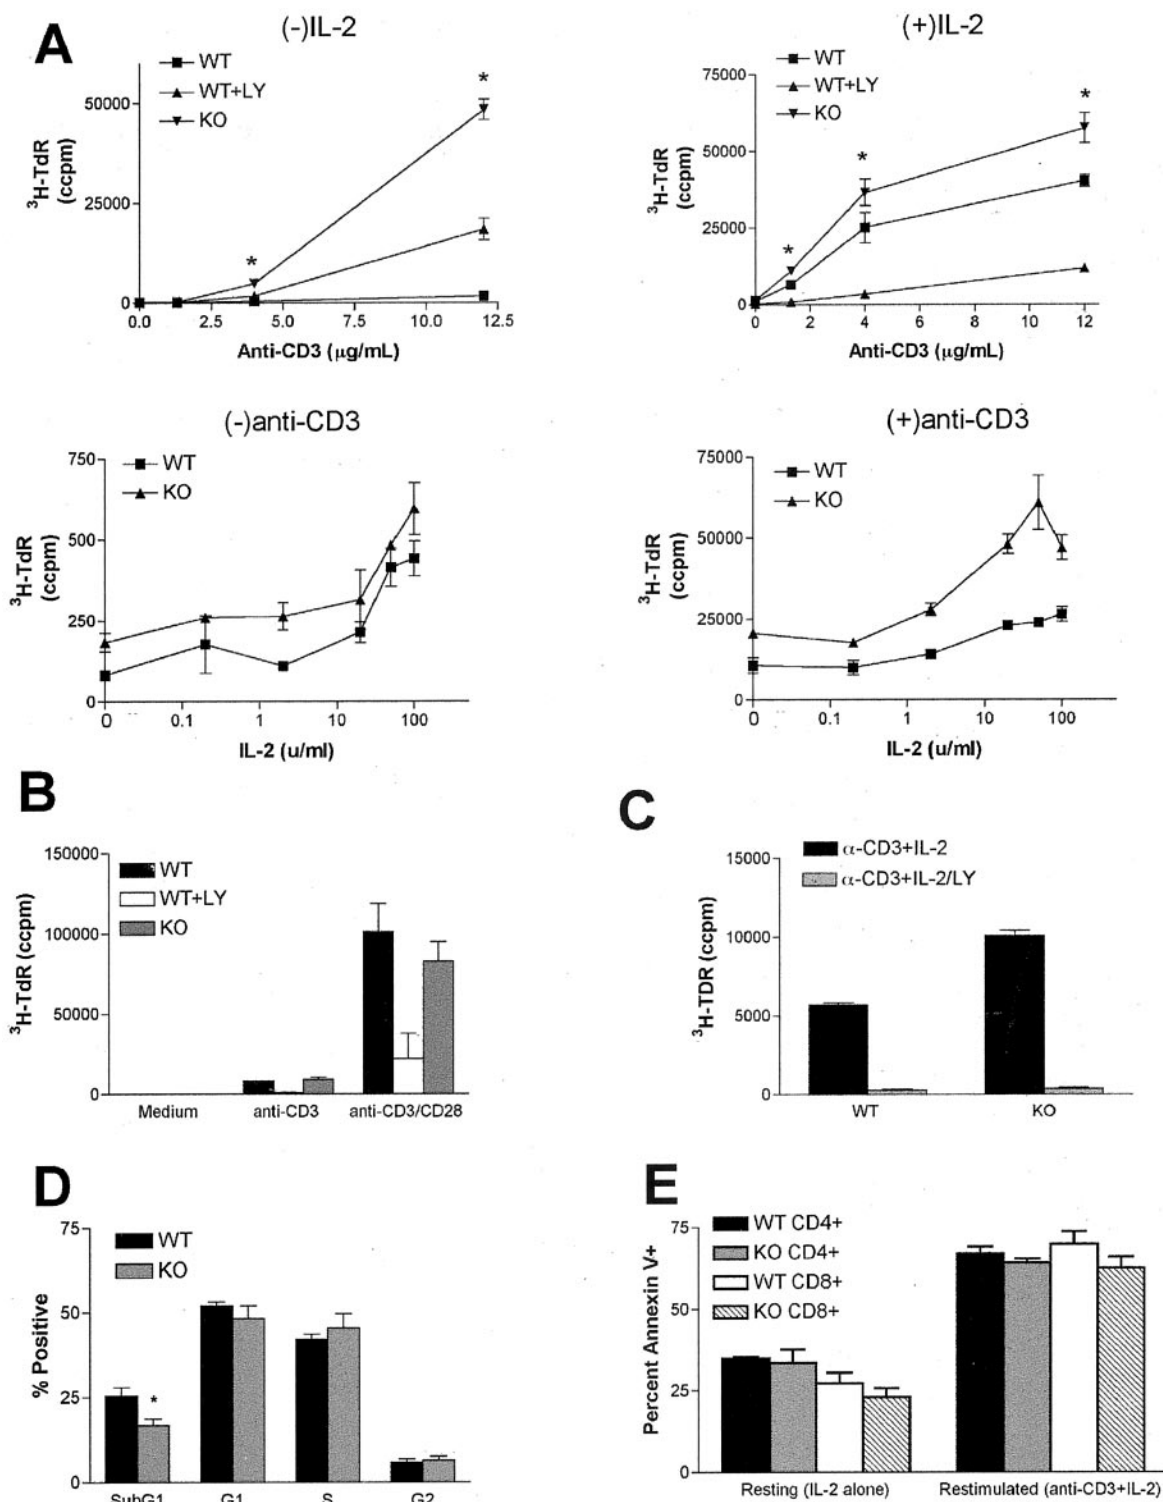 A
(-)IL-2
WT
WT+LY
KO
*
*
50000
25000
0
³H-TdR
(ccpm)
0.0 2.5 5.0 7.5 10.0 12.5
Anti-CD3 (μg/mL)
(+)IL-2
WT
WT+LY
KO
*
*
*
75000
50000
25000
0
³H-TdR
(ccpm)
0 2 4 6 8 10 12
Anti-CD3 (μg/mL)
(-)anti-CD3
WT
KO
750
500
250
0
³H-TdR
(ccpm)
0 0.1 1 10 100
IL-2 (u/ml)
(+)anti-CD3
WT
KO
75000
50000
25000
0
³H-TdR
(ccpm)
0 0.1 1 10 100
IL-2 (u/ml)
B
WT
WT+LY
KO
150000
100000
50000
0
³H-TdR (ccpm)
Medium anti-CD3 anti-CD3/CD28
C
α-CD3+IL-2
α-CD3+IL-2/LY
15000
10000
5000
0
³H-TDR (ccpm)
WT KO
D
WT
KO
75
50
25
0
% Positive
*
SubG1 G1 S G2
E
WT CD4+
KO CD4+
WT CD8+
KO CD8+
75
50
25
0
Percent Annexin V+
Resting (IL-2 alone) Restimulated (anti-CD3+IL-2)